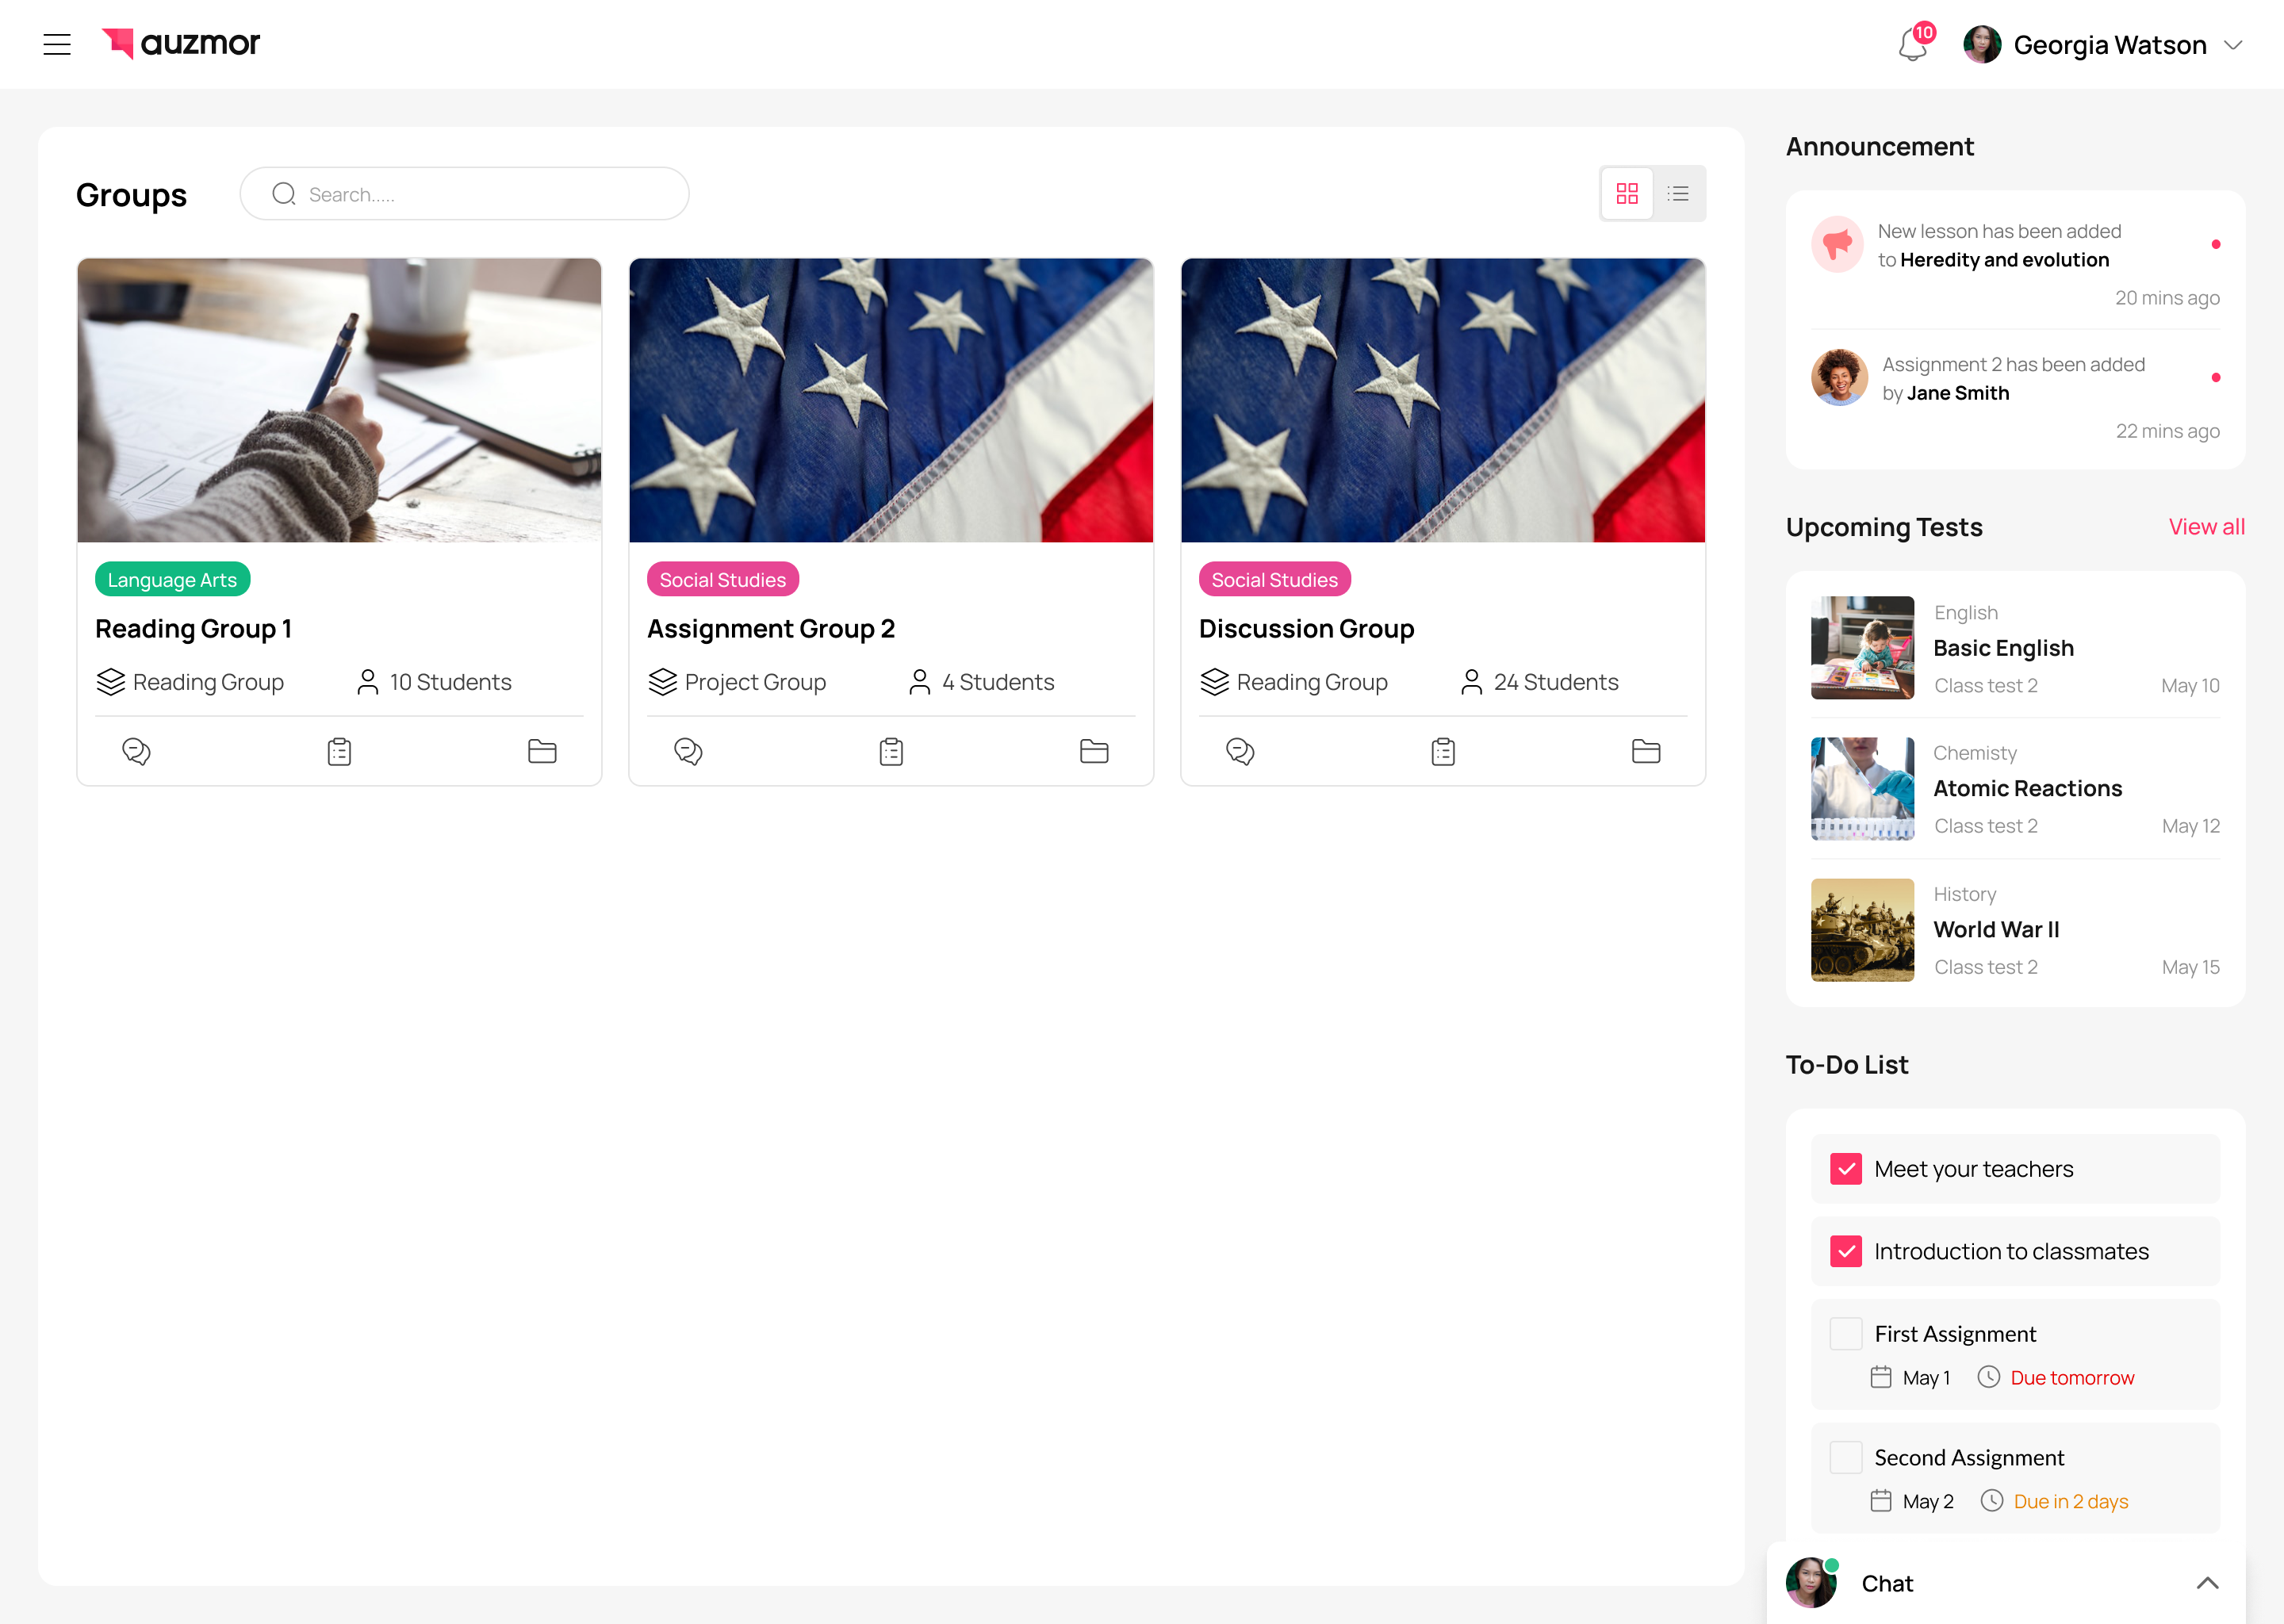 auzmor
10
Georgia Watson
Groups
Search.....
Language Arts
Reading Group 1
Reading Group
10 Students
Social Studies
Assignment Group 2
Project Group
4 Students
Social Studies
Discussion Group
Reading Group
24 Students
Announcement
New lesson has been added
to Heredity and evolution
20 mins ago
Assignment 2 has been added
by Jane Smith
22 mins ago
Upcoming Tests
View all
English
Basic English
Class test 2
May 10
Chemisty
Atomic Reactions
Class test 2
May 12
History
World War II
Class test 2
May 15
To-Do List
Meet your teachers
Introduction to classmates
First Assignment
May 1
Due tomorrow
Second Assignment
May 2
Due in 2 days
Chat